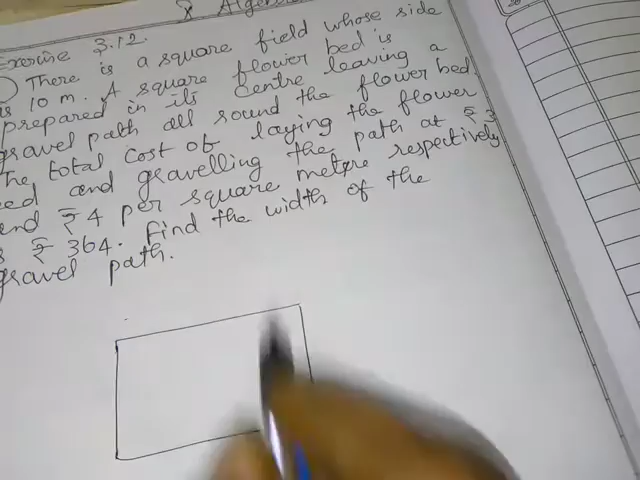 X Algeb
Exercise 3.12.
There is a square field whose side
is 10 m. A square flower bed is
prepared in its centre leaving a
gravel path all sound the flower bed
The total cost of laying the flower
bed and gravelling the path at ₹ 3
and ₹ 4 per square metre respectively
is ₹ 364. Find the width of the
gravel path.